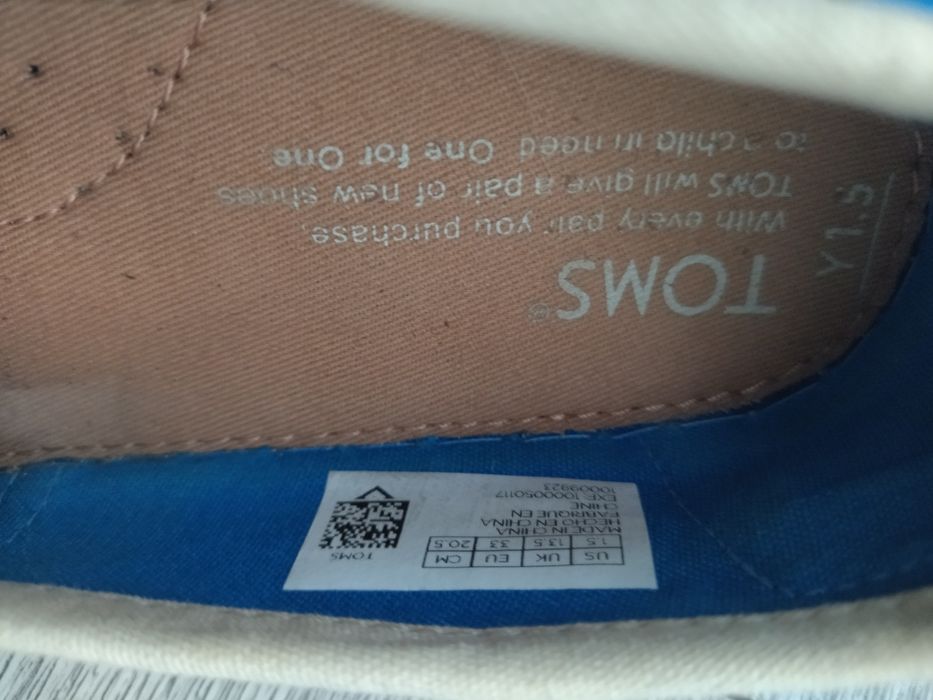 TOMS®
With every pair you purchase,
TOMS will give a pair of new shoes
to a child in need. One for One.
Y1.5
US UK EU CM
1.5 13.5 33 20.5
MADE IN CHINA
HECHO EN CHINA
FABRIQUE EN
CHINE
EXF: 1000050117
10009923
TOMS